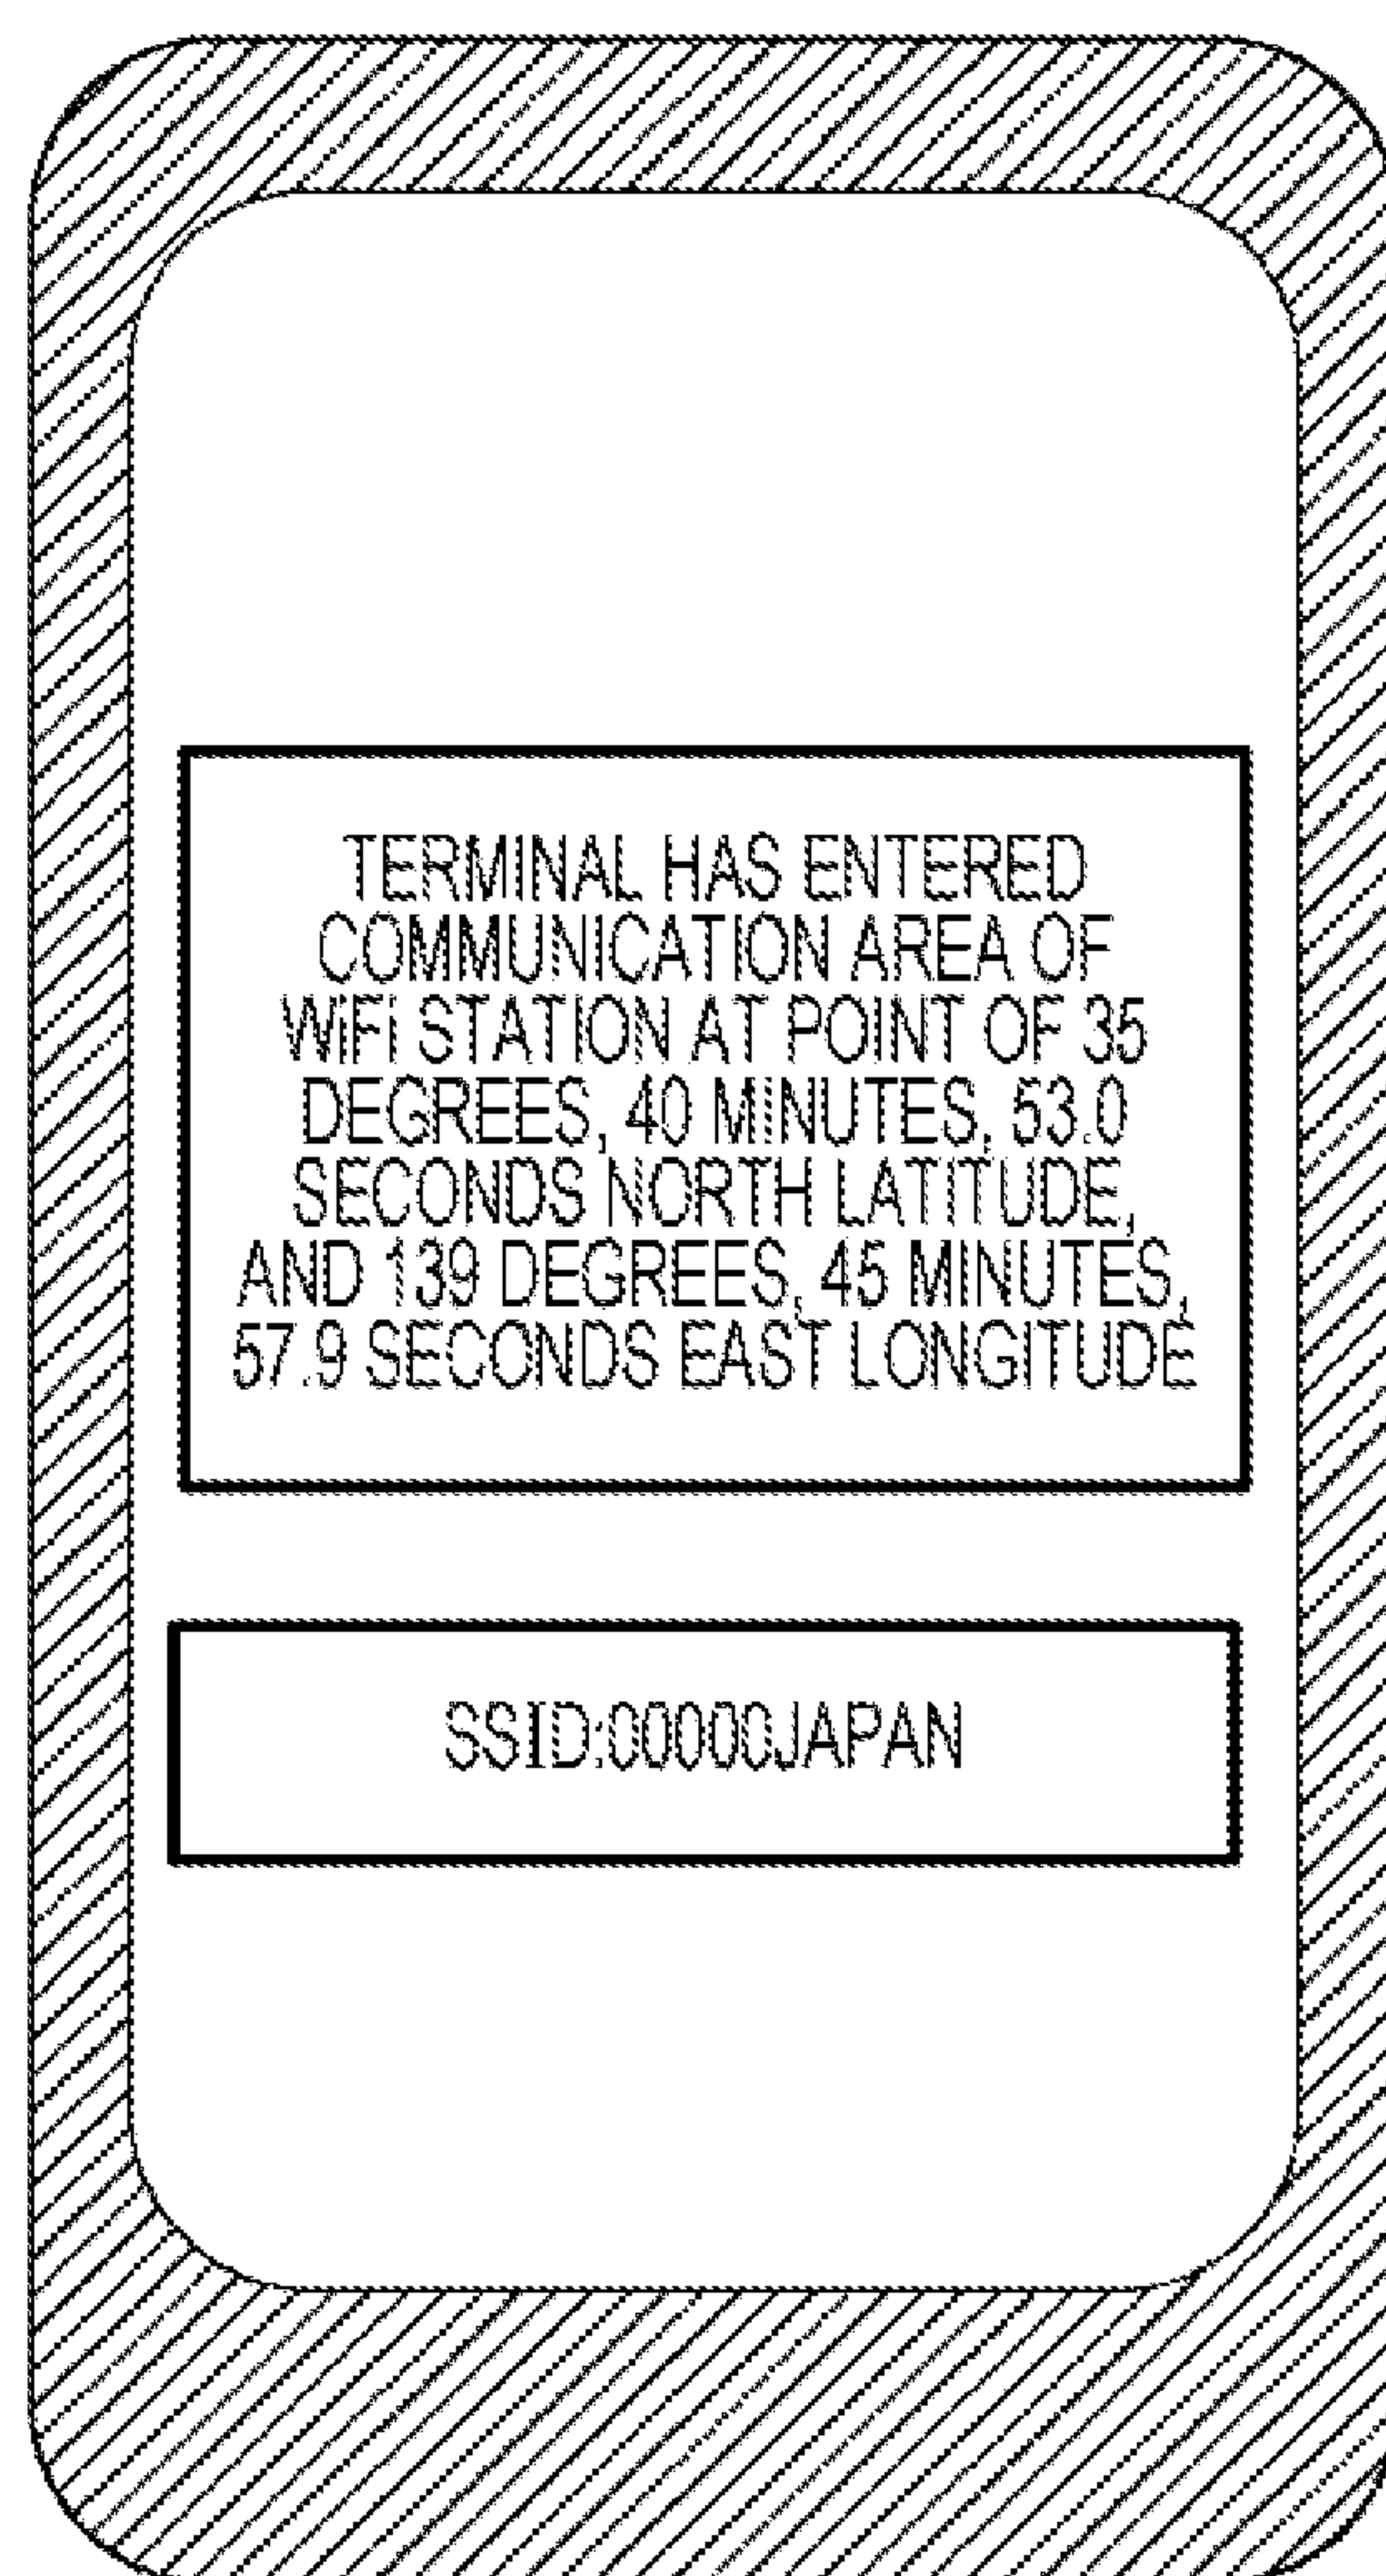 TERMINAL HAS ENTERED
COMMUNICATION AREA OF
WiFi STATION AT POINT OF 35
DEGREES, 40 MINUTES, 53.0
SECONDS NORTH LATITUDE,
AND 139 DEGREES, 45 MINUTES,
57.9 SECONDS EAST LONGITUDE
SSID:00000JAPAN